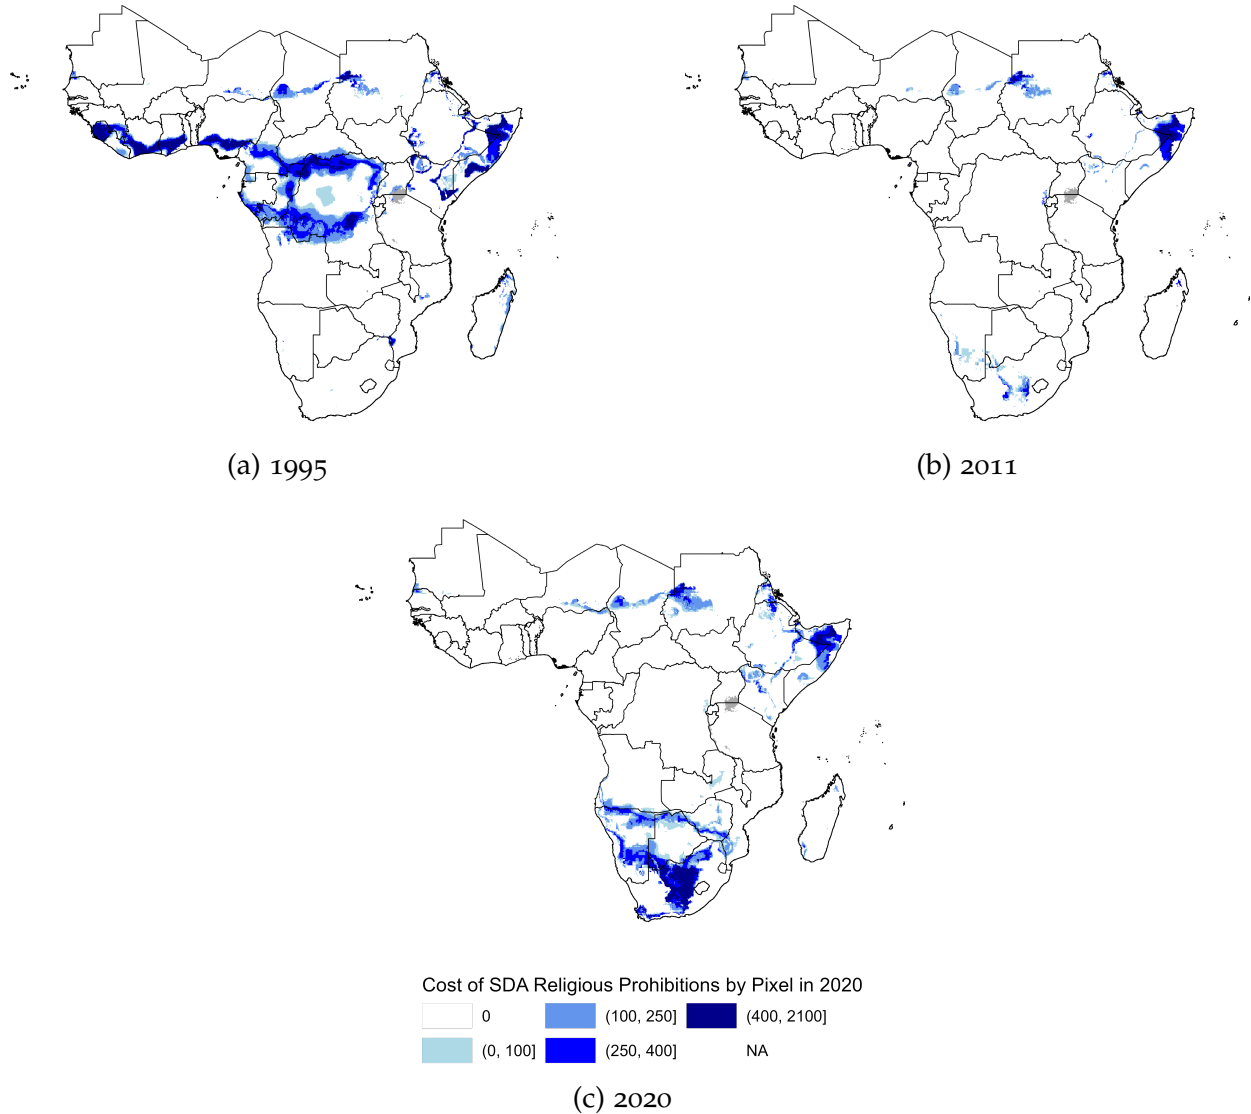 (a) 1995
(b) 2011
Cost of SDA Religious Prohibitions by Pixel in 2020
0
(100, 250]
(400, 2100]
(0, 100]
(250, 400]
NA
(c) 2020